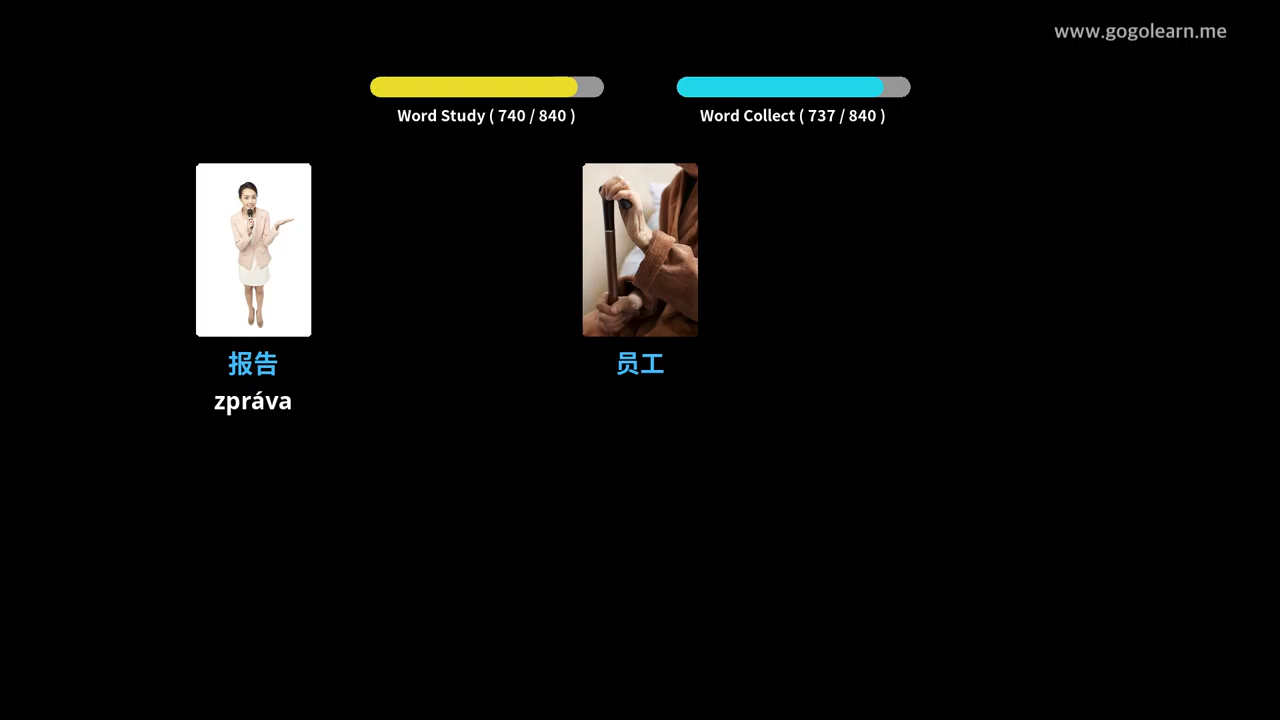 www.gogolearn.me
Word Study ( 740 / 840 )
Word Collect ( 737 / 840 )
报告
zpráva
员工